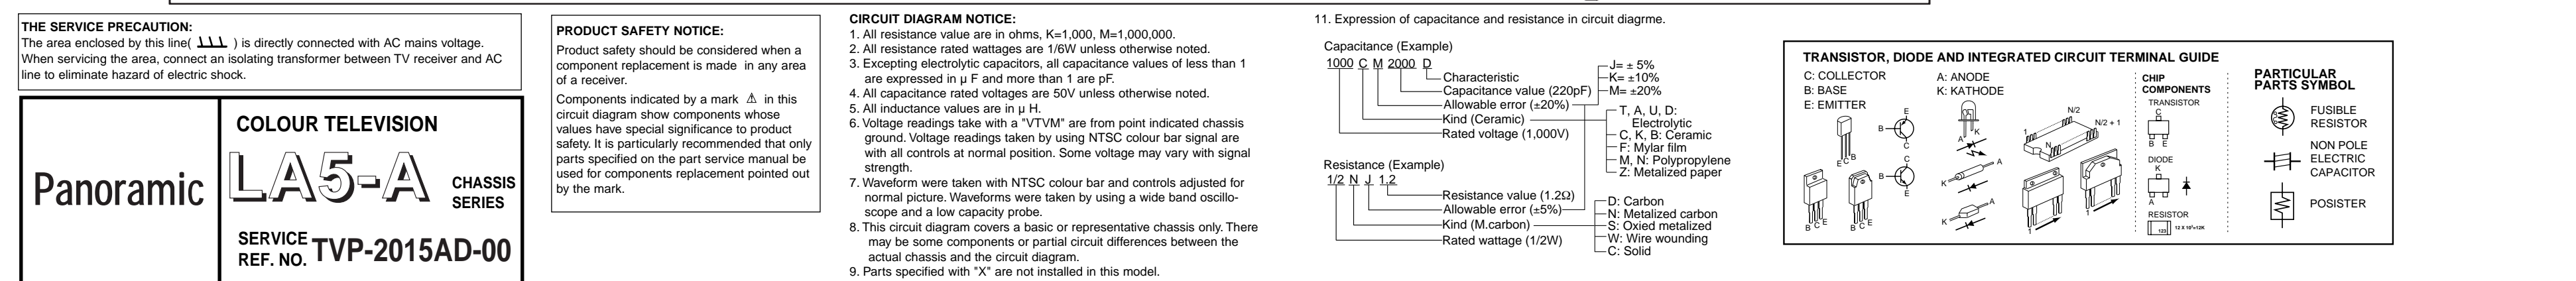 THE SERVICE PRECAUTION:
The area enclosed by this line( ) is directly connected with AC mains voltage.
When servicing the area, connect an isolating transformer between TV receiver and AC
line to eliminate hazard of electric shock.
Panoramic
COLOUR TELEVISION
LA5-A
CHASSIS
SERIES
SERVICE
REF. NO. TVP-2015AD-00
PRODUCT SAFETY NOTICE:
Product safety should be considered when a
component replacement is made in any area
of a receiver.
Components indicated by a mark ⚠ in this
circuit diagram show components whose
values have special significance to product
safety. It is particularly recommended that only
parts specified on the part service manual be
used for components replacement pointed out
by the mark.
CIRCUIT DIAGRAM NOTICE:
1. All resistance value are in ohms, K=1,000, M=1,000,000.
2. All resistance rated wattages are 1/6W unless otherwise noted.
3. Excepting electrolytic capacitors, all capacitance values of less than 1
are expressed in µ F and more than 1 are pF.
4. All capacitance rated voltages are 50V unless otherwise noted.
5. All inductance values are in µ H.
6. Voltage readings take with a "VTVM" are from point indicated chassis
ground. Voltage readings taken by using NTSC colour bar signal are
with all controls at normal position. Some voltage may vary with signal
strength.
7. Waveform were taken with NTSC colour bar and controls adjusted for
normal picture. Waveforms were taken by using a wide band oscillo-
scope and a low capacity probe.
8. This circuit diagram covers a basic or representative chassis only. There
may be some components or partial circuit differences between the
actual chassis and the circuit diagram.
9. Parts specified with "X" are not installed in this model.
11. Expression of capacitance and resistance in circuit diagrme.
Capacitance (Example)
1000 C M 2000 D
Characteristic
Capacitance value (220pF)
Allowable error (±20%)
Kind (Ceramic)
Rated voltage (1,000V)
J= ± 5%
K= ±10%
M= ±20%
T, A, U, D:
Electrolytic
C, K, B: Ceramic
F: Mylar film
M, N: Polypropylene
Z: Metalized paper
Resistance (Example)
1/2 N J 1.2
Resistance value (1.2Ω)
Allowable error (±5%)
Kind (M.carbon)
Rated wattage (1/2W)
D: Carbon
N: Metalized carbon
S: Oxied metalized
W: Wire wounding
C: Solid
TRANSISTOR, DIODE AND INTEGRATED CIRCUIT TERMINAL GUIDE
C: COLLECTOR
B: BASE
E: EMITTER
E C B
B E C
B C E
B C E
B C E
A: ANODE
K: KATHODE
A K
K A
K A
N/2
N/2 + 1
1
N
1
1
CHIP
COMPONENTS
TRANSISTOR
C
B E
DIODE
K
A
RESISTOR
123 12 X 10³=12K
PARTICULAR
PARTS SYMBOL
FUSIBLE
RESISTOR
NON POLE
ELECTRIC
CAPACITOR
POSISTER